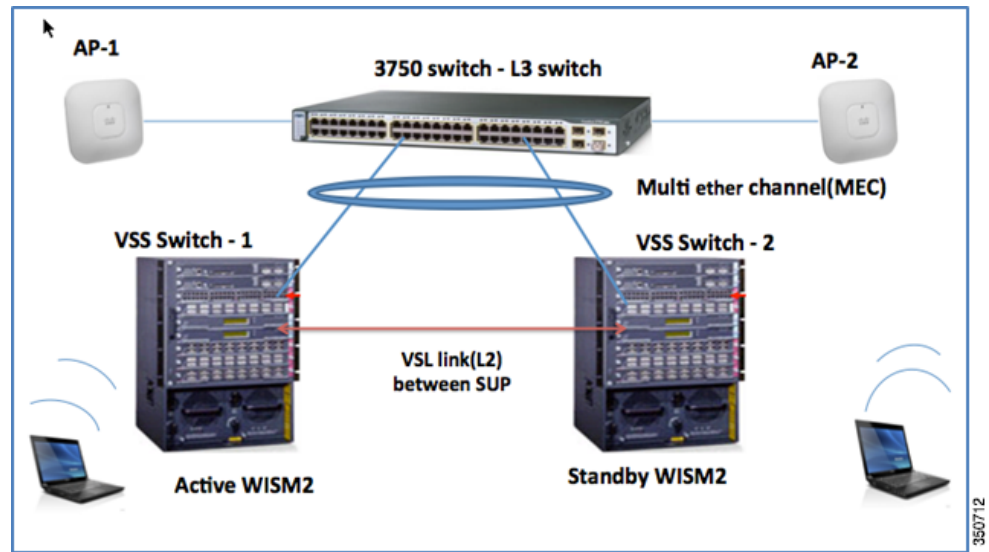 AP-1
3750 switch - L3 switch
AP-2
Multi ether channel(MEC)
VSS Switch - 1
VSS Switch - 2
VSL link(L2)
between SUP
Active WISM2
Standby WISM2
350712